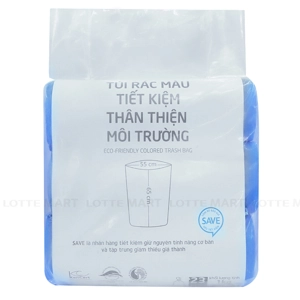 TÚI RÁC MÀU
TIẾT KIỆM
THÂN THIỆN
MÔI TRƯỜNG
ECO-FRIENDLY COLORED TRASH BAG
55 cm
65 cm
SAVE
LOTTE MART LOTTE MART LOTTE MART
SAVE là nhãn hàng tiết kiệm giữ nguyên tính năng cơ bản
và tập trung giảm thiểu giá thành